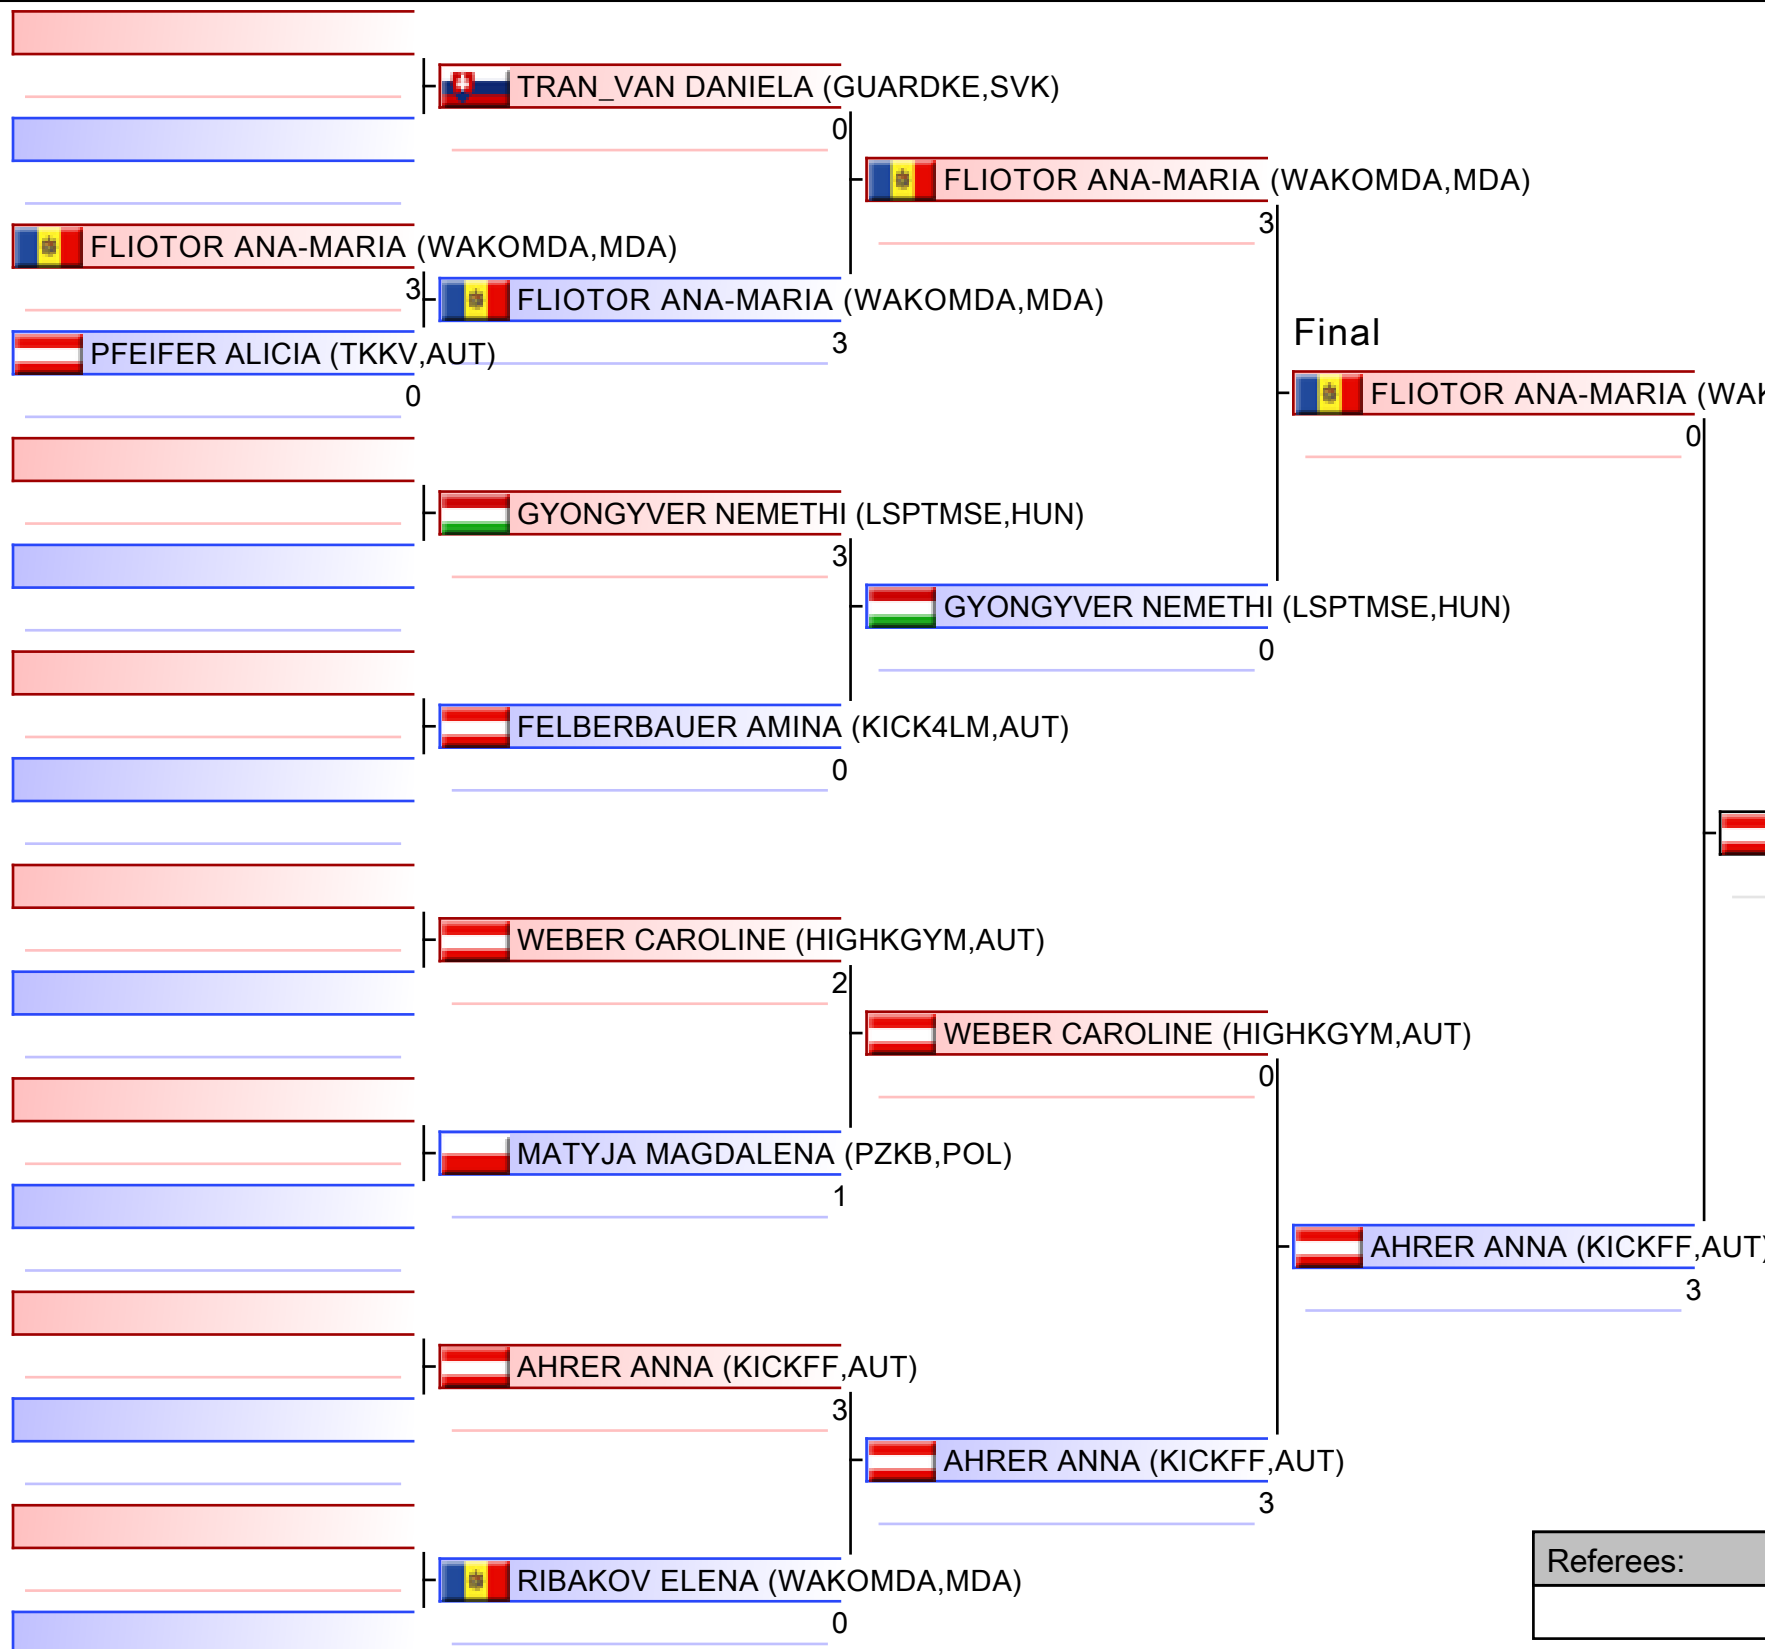 TRAN_VAN DANIELA (GUARDKE,SVK)
0
FLIOTOR ANA-MARIA (WAKOMDA,MDA)
3
FLIOTOR ANA-MARIA (WAKOMDA,MDA)
3
FLIOTOR ANA-MARIA (WAKOMDA,MDA)
3
Final
PFEIFER ALICIA (TKKV,AUT)
0
FLIOTOR ANA-MARIA (WAK
0
GYONGYVER NEMETHI (LSPTMSE,HUN)
3
GYONGYVER NEMETHI (LSPTMSE,HUN)
0
FELBERBAUER AMINA (KICK4LM,AUT)
0
WEBER CAROLINE (HIGHKGYM,AUT)
2
WEBER CAROLINE (HIGHKGYM,AUT)
0
MATYJA MAGDALENA (PZKB,POL)
1
AHRER ANNA (KICKFF,AUT)
3
AHRER ANNA (KICKFF,AUT)
3
AHRER ANNA (KICKFF,AUT)
3
RIBAKOV ELENA (WAKOMDA,MDA)
0
Referees: